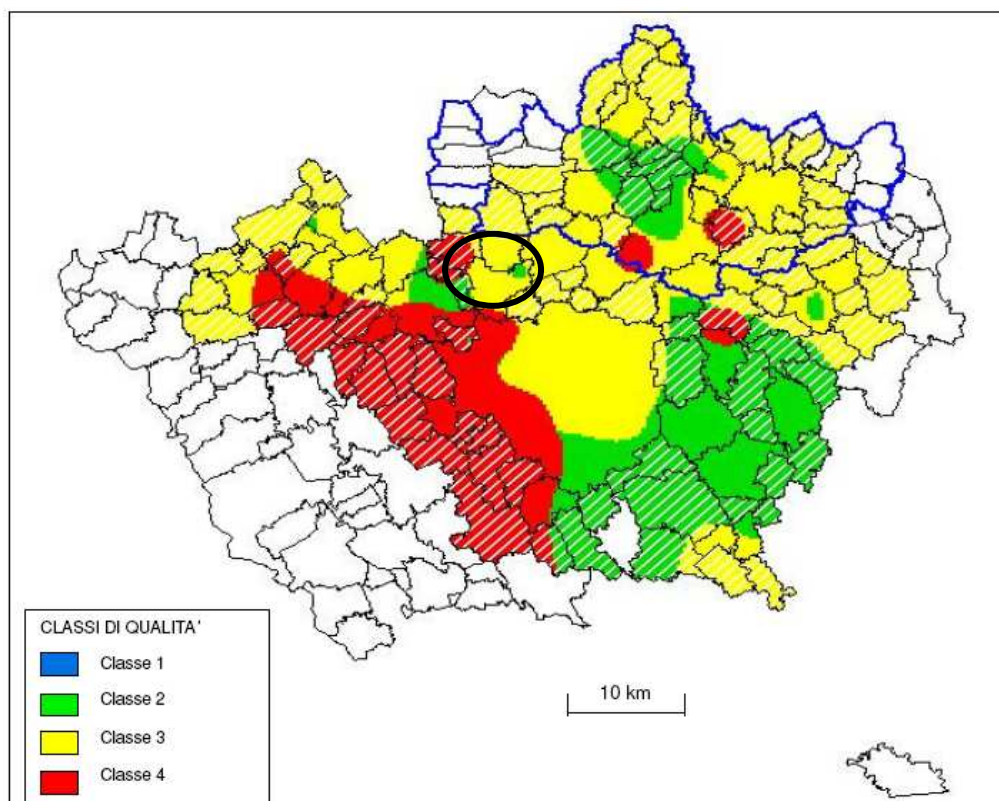 CLASSI DI QUALITA'
Classe 1
Classe 2
Classe 3
Classe 4
10 km